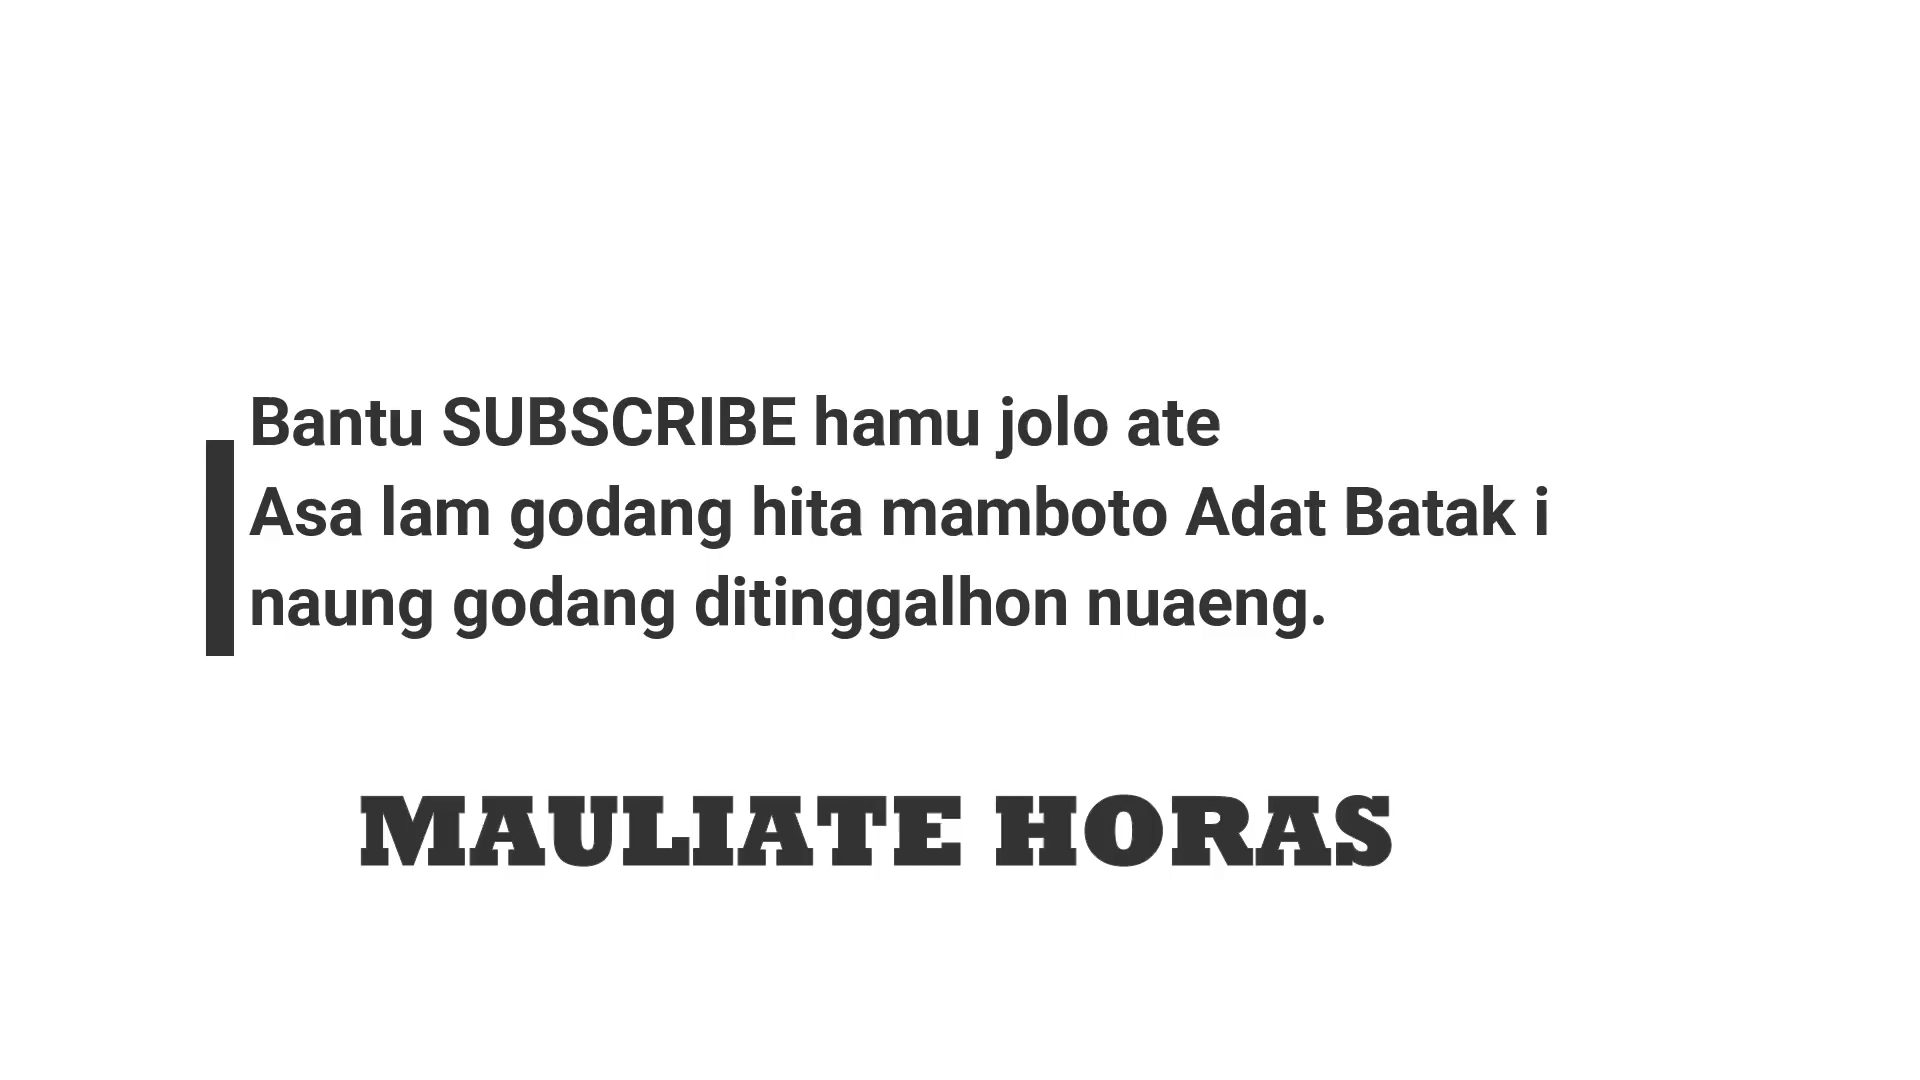 Bantu SUBSCRIBE hamu jolo ate
Asa lam godang hita mamboto Adat Batak i
naung godang ditinggalhon nuaeng.
MAULIATE HORAS